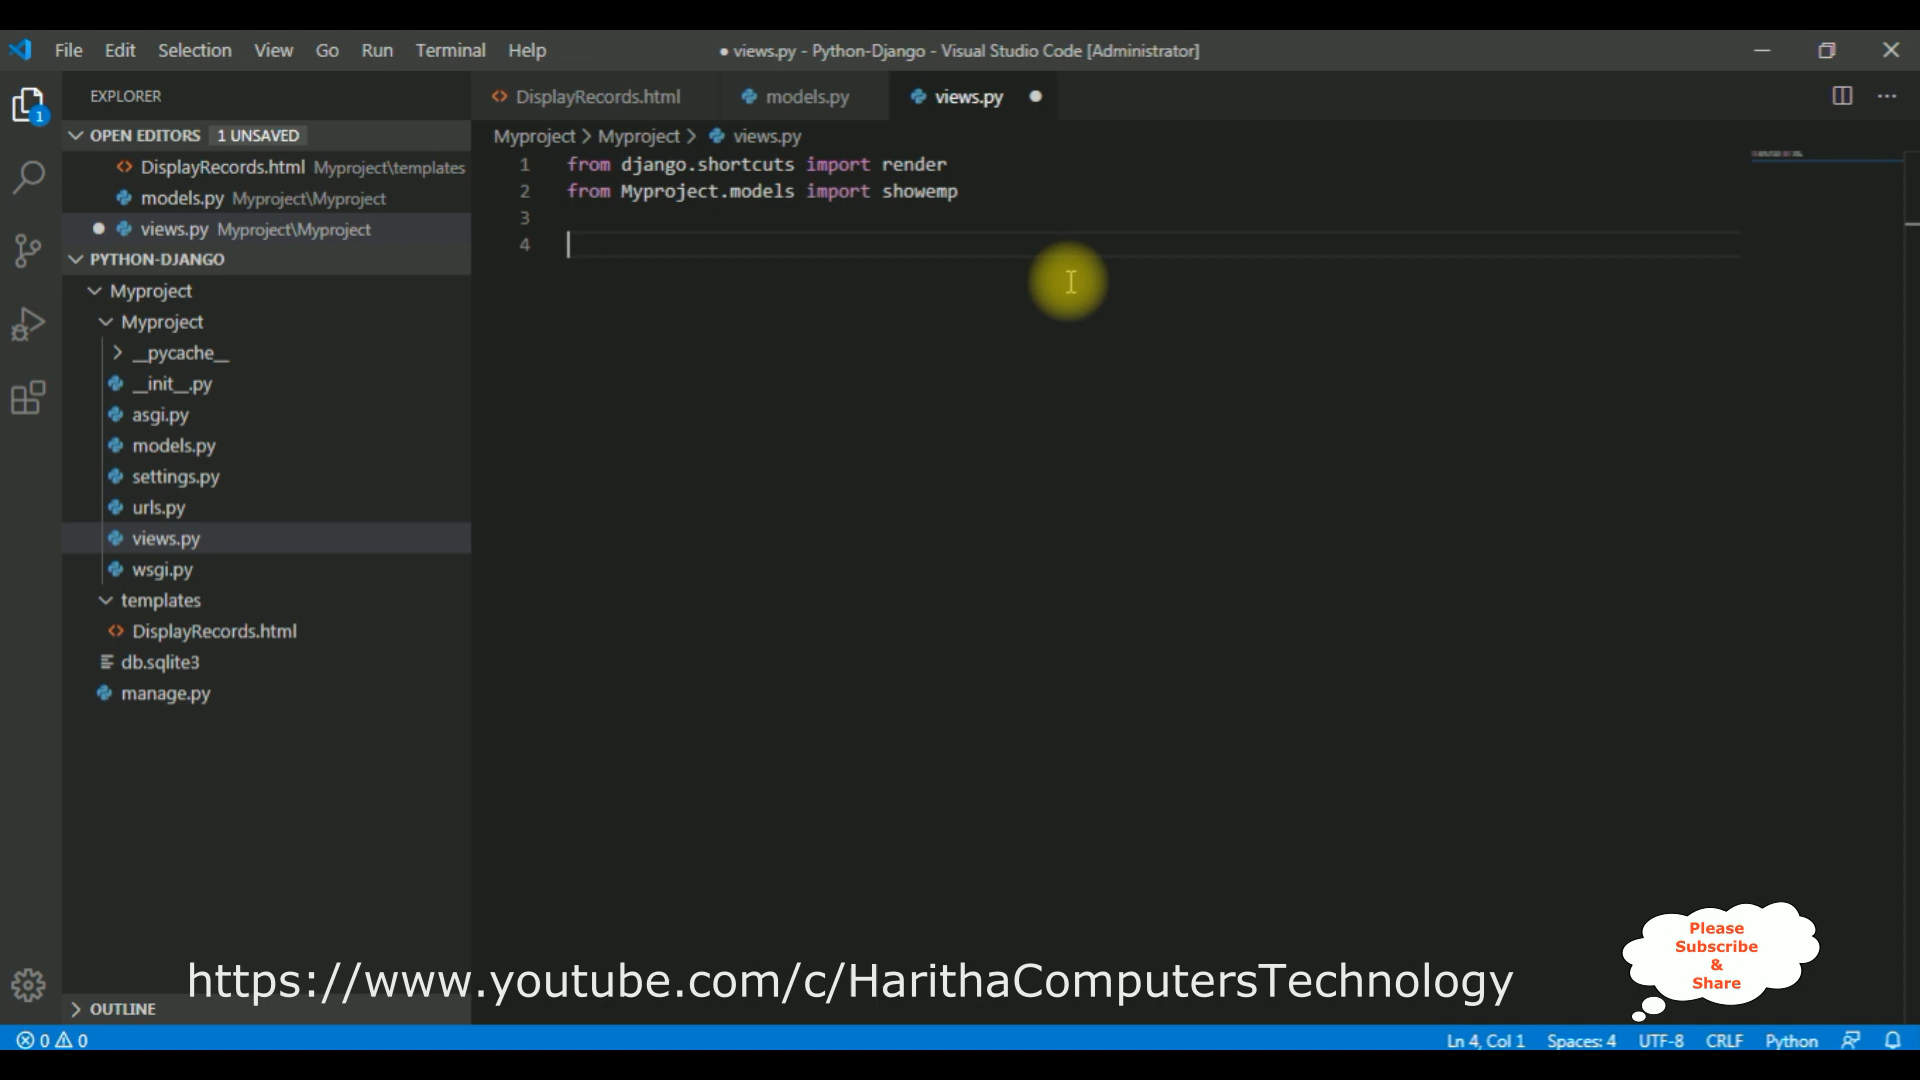 File Edit Selection View Go Run Terminal Help
● views.py - Python-Django - Visual Studio Code [Administrator]
1
EXPLORER
OPEN EDITORS 1 UNSAVED
DisplayRecords.html Myproject\templates
models.py Myproject\Myproject
views.py Myproject\Myproject
PYTHON-DJANGO
Myproject
Myproject
__pycache__
__init__.py
asgi.py
models.py
settings.py
urls.py
views.py
wsgi.py
templates
DisplayRecords.html
db.sqlite3
manage.py
OUTLINE
DisplayRecords.html models.py views.py
Myproject > Myproject > views.py
1 from django.shortcuts import render
2 from Myproject.models import showemp
3
4
https://www.youtube.com/c/HarithaComputersTechnology
Please
Subscribe
&
Share
0 0 Ln 4, Col 1 Spaces: 4 UTF-8 CRLF Python